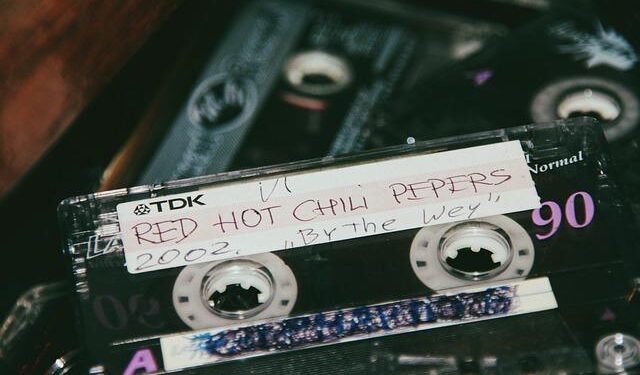 TDK
RED HOT CHILI PEPERS
2002. „By The Wey"
Normal
90
A